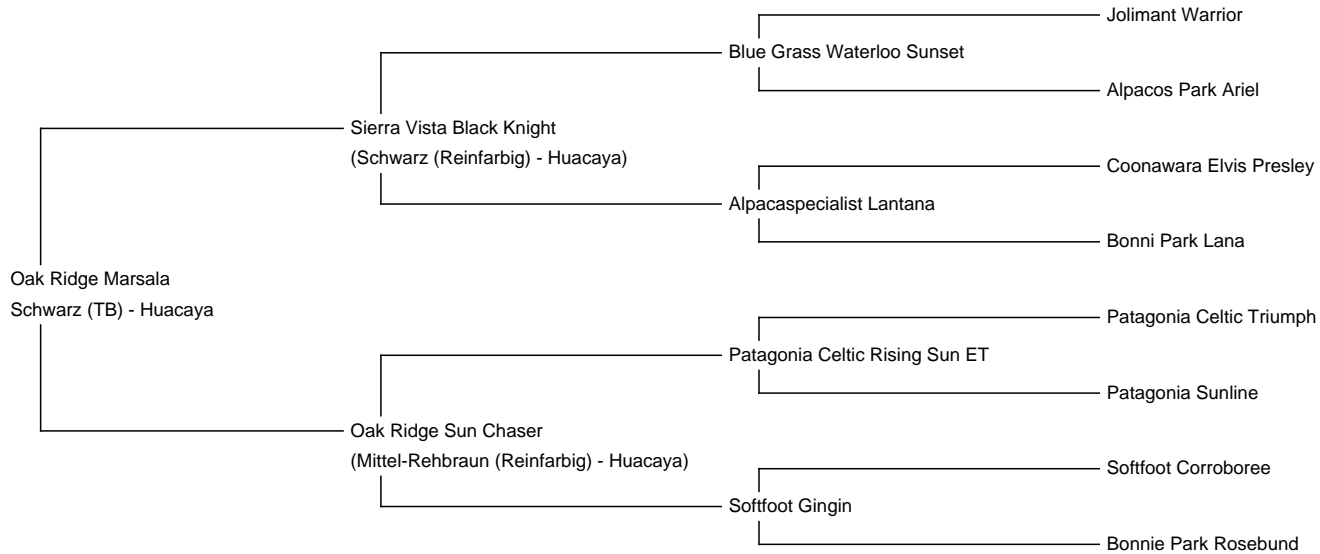 Jolimant Warrior
Blue Grass Waterloo Sunset
Alpacos Park Ariel
Sierra Vista Black Knight
(Schwarz (Reinfarbig) - Huacaya)
Coonawara Elvis Presley
Alpacaspecialist Lantana
Bonni Park Lana
Oak Ridge Marsala
Schwarz (TB) - Huacaya
Patagonia Celtic Triumph
Patagonia Celtic Rising Sun ET
Patagonia Sunline
Oak Ridge Sun Chaser
(Mittel-Rehbraun (Reinfarbig) - Huacaya)
Softfoot Corroboree
Softfoot Gingin
Bonnie Park Rosebund